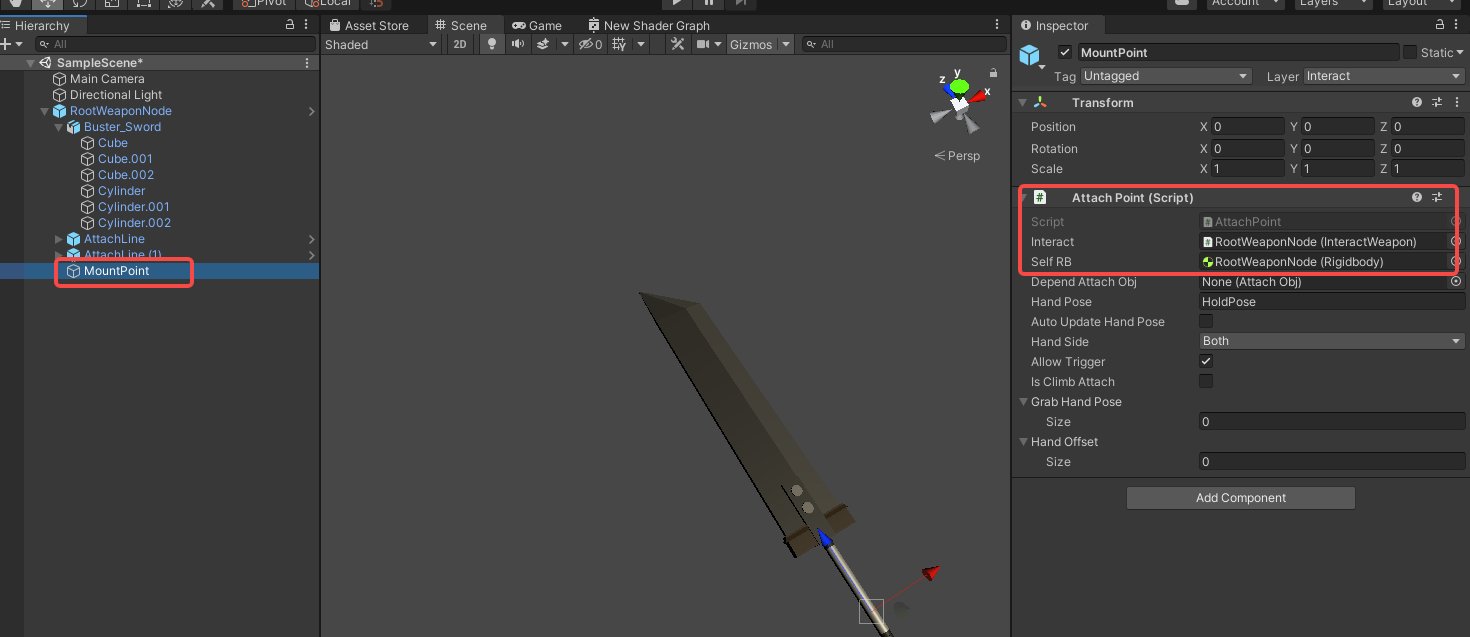 Pivot
Local
Account
Layers
Layout
Hierarchy
All
SampleScene*
Main Camera
Directional Light
RootWeaponNode
Buster_Sword
Cube
Cube.001
Cube.002
Cylinder
Cylinder.001
Cylinder.002
AttachLine
AttachLine (1)
MountPoint
Asset Store
Scene
Game
New Shader Graph
Shaded
2D
0
Gizmos
All
y
z
x
Persp
Inspector
MountPoint
Static
Tag Untagged
Layer Interact
Transform
Position X 0 Y 0 Z 0
Rotation X 0 Y 0 Z 0
Scale X 1 Y 1 Z 1
# Attach Point (Script)
Script AttachPoint
Interact RootWeaponNode (InteractWeapon)
Self RB RootWeaponNode (Rigidbody)
Depend Attach Obj None (Attach Obj)
Hand Pose HoldPose
Auto Update Hand Pose
Hand Side Both
Allow Trigger
Is Climb Attach
Grab Hand Pose
Size 0
Hand Offset
Size 0
Add Component